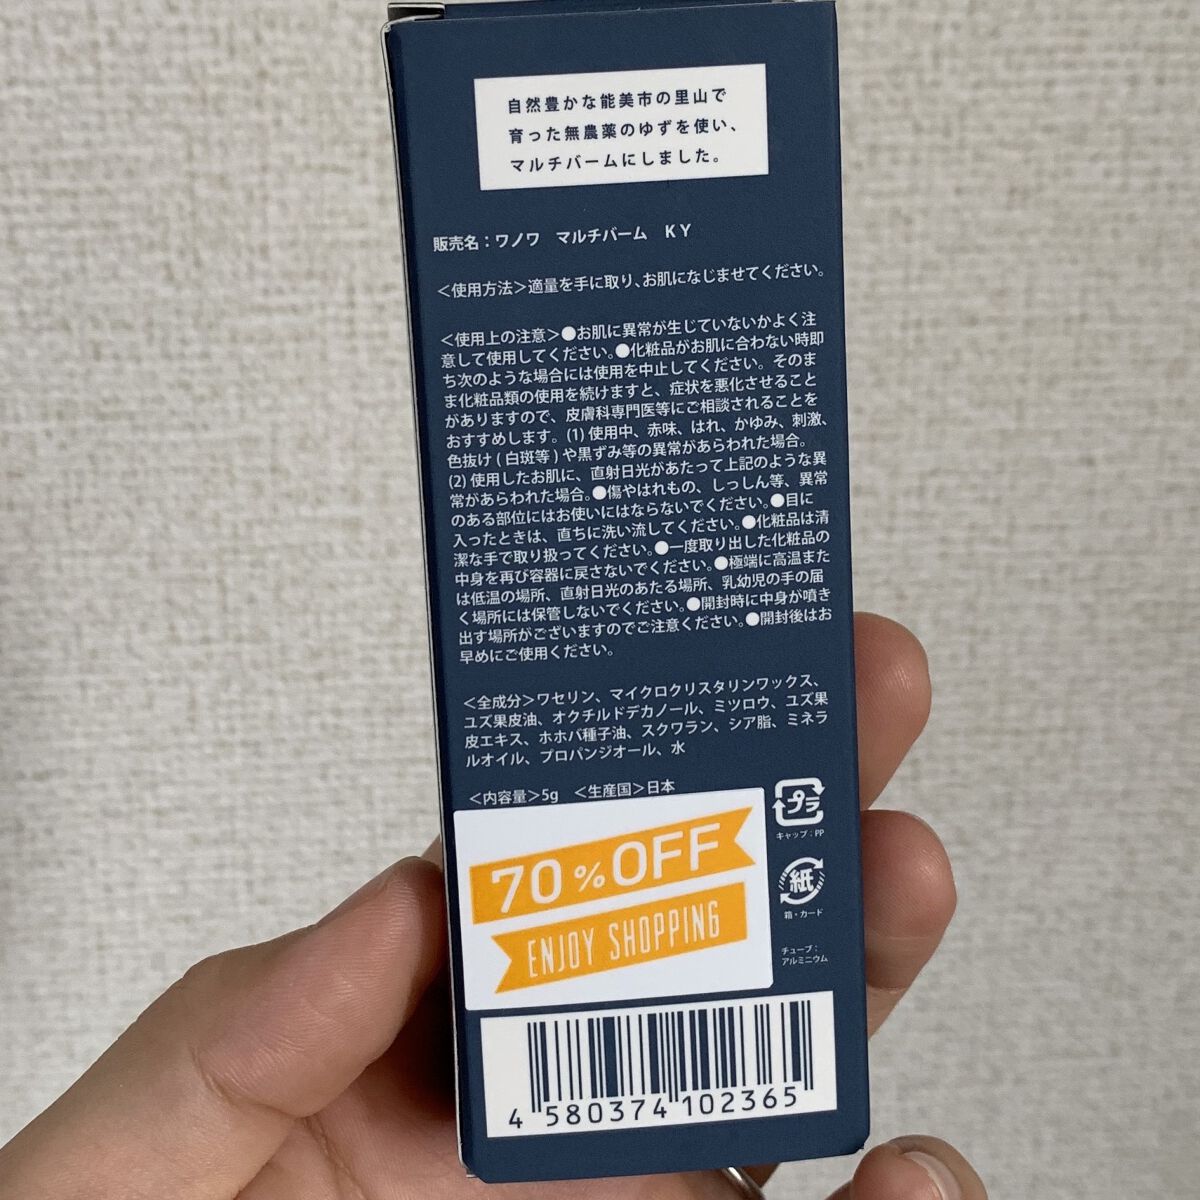 自然豊かな能美市の里山で
育った無農薬のゆずを使い、
マルチバームにしました。
販売名：ワノワ　マルチバーム　ＫＹ
＜使用方法＞適量を手に取り、お肌になじませてください。
＜使用上の注意＞●お肌に異常が生じていないかよく注
意して使用してください。●化粧品がお肌に合わない時即
ち次のような場合には使用を中止してください。そのま
ま化粧品類の使用を続けますと、症状を悪化させること
がありますので、皮膚科専門医等にご相談されることを
おすすめします。(1) 使用中、赤味、はれ、かゆみ、刺激、
色抜け ( 白斑等 ) や黒ずみ等の異常があらわれた場合。
(2) 使用したお肌に、直射日光があたって上記のような異
常があらわれた場合。●傷やはれもの、しっしん等、異常
のある部位にはお使いにはならないでください。●目に
入ったときは、直ちに洗い流してください。●化粧品は清
潔な手で取り扱ってください。●一度取り出した化粧品の
中身を再び容器に戻さないでください。●極端に高温また
は低温の場所、直射日光のあたる場所、乳幼児の手の届
く場所には保管しないでください。●開封時に中身が噴き
出す場所がございますのでご注意ください。●開封後はお
早めにご使用ください。
＜全成分＞ワセリン、マイクロクリスタリンワックス、
ユズ果皮油、オクチルドデカノール、ミツロウ、ユズ果
皮エキス、ホホバ種子油、スクワラン、シア脂、ミネラ
ルオイル、プロパンジオール、水
＜内容量＞5g　＜生産国＞日本
プラ
キャップ：PP
70%OFF
ENJOY SHOPPING
紙
箱・カード
チューブ：
アルミニウム
4 580374 102365